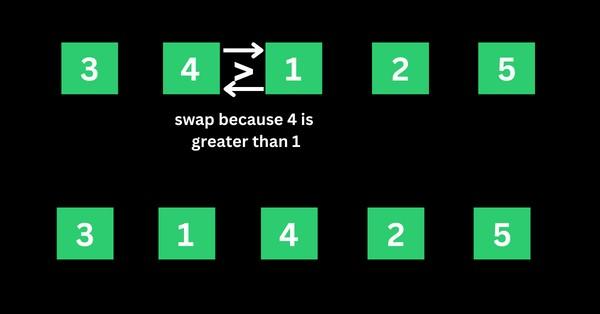 3 4 > 1 2 5
swap because 4 is
greater than 1
3 1 4 2 5